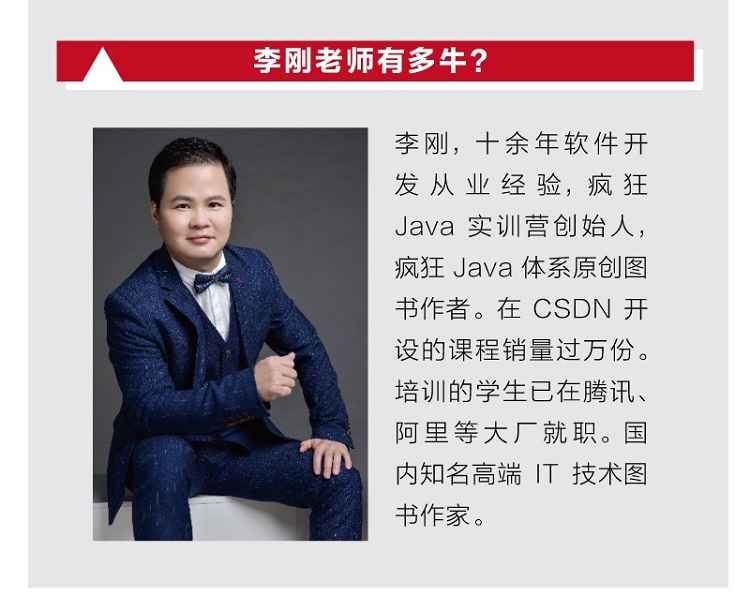 李刚老师有多牛?
李刚，十余年软件开
发从业经验，疯狂
Java 实训营创始人，
疯狂 Java 体系原创图
书作者。在 CSDN 开
设的课程销量过万份。
培训的学生已在腾讯、
阿里等大厂就职。国
内知名高端 IT 技术图
书作家。